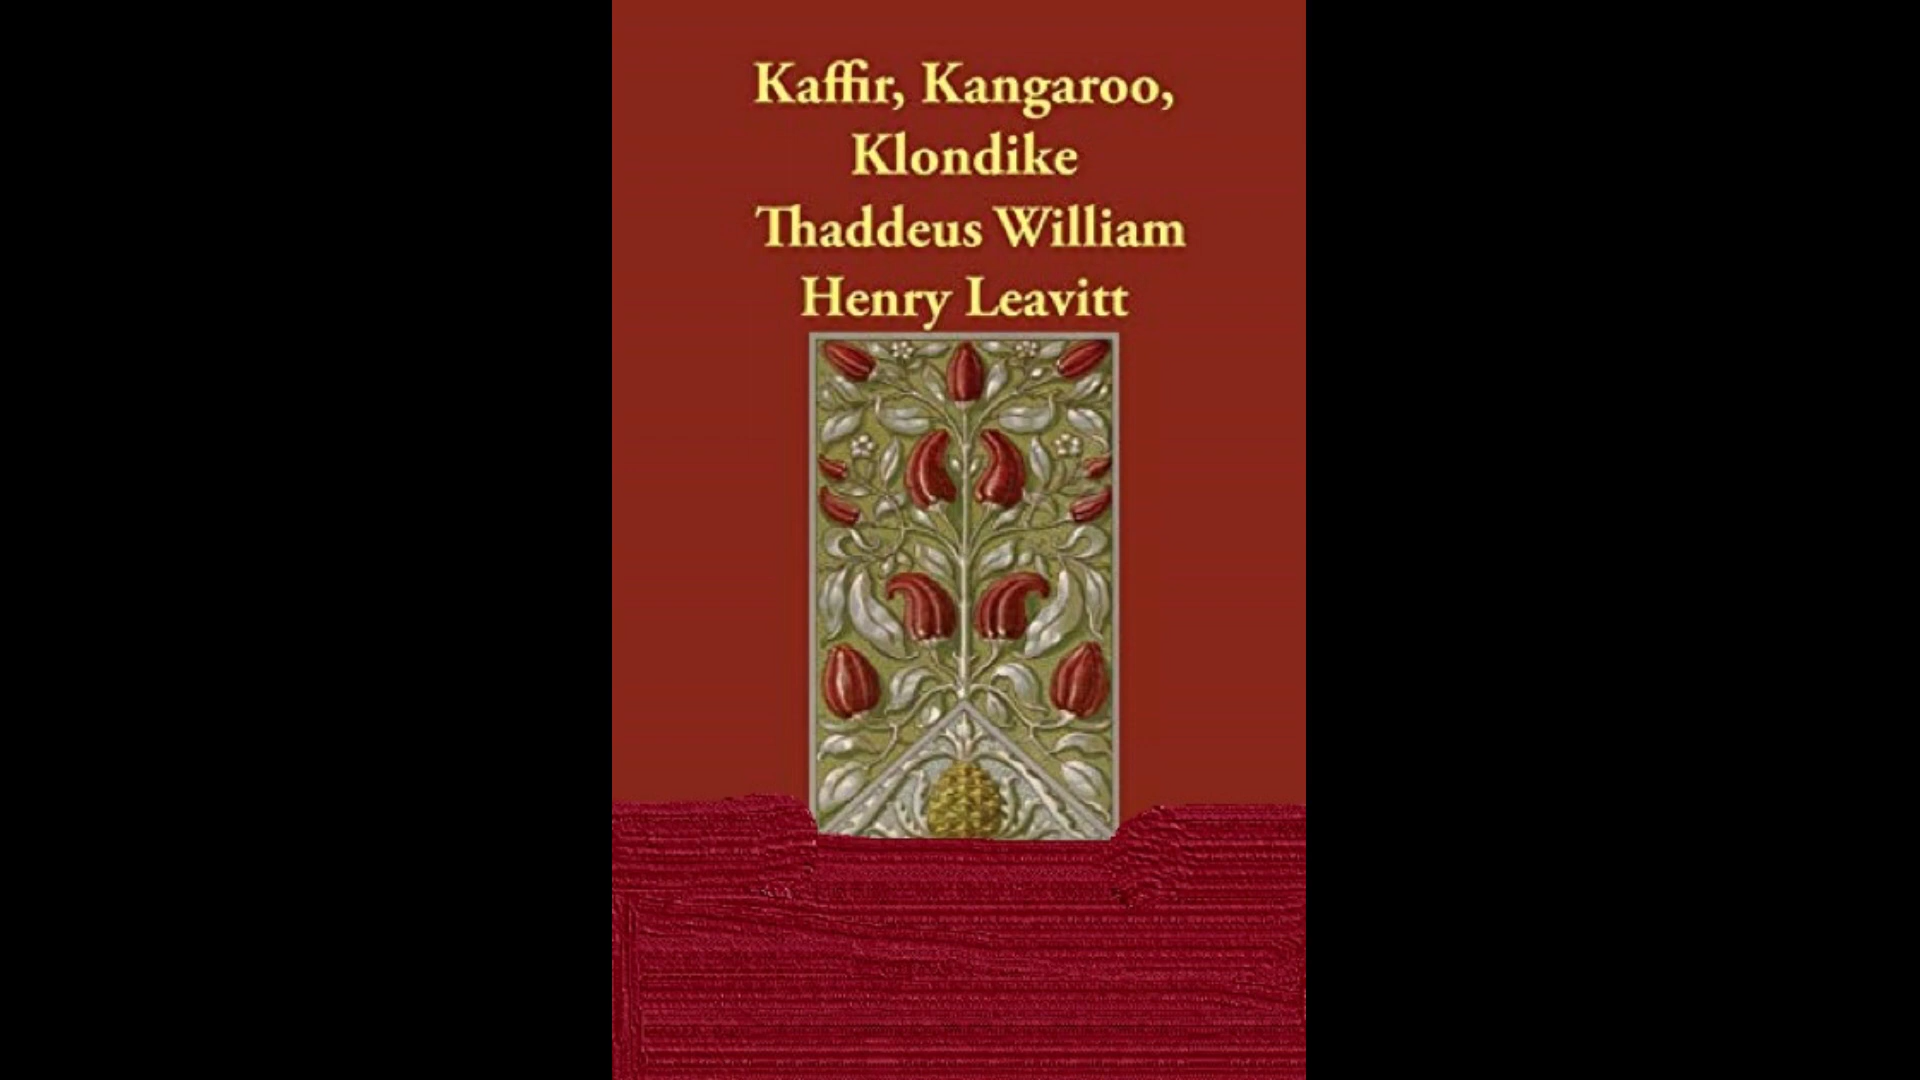 Kaffir, Kangaroo,
Klondike
Thaddeus William
Henry Leavitt